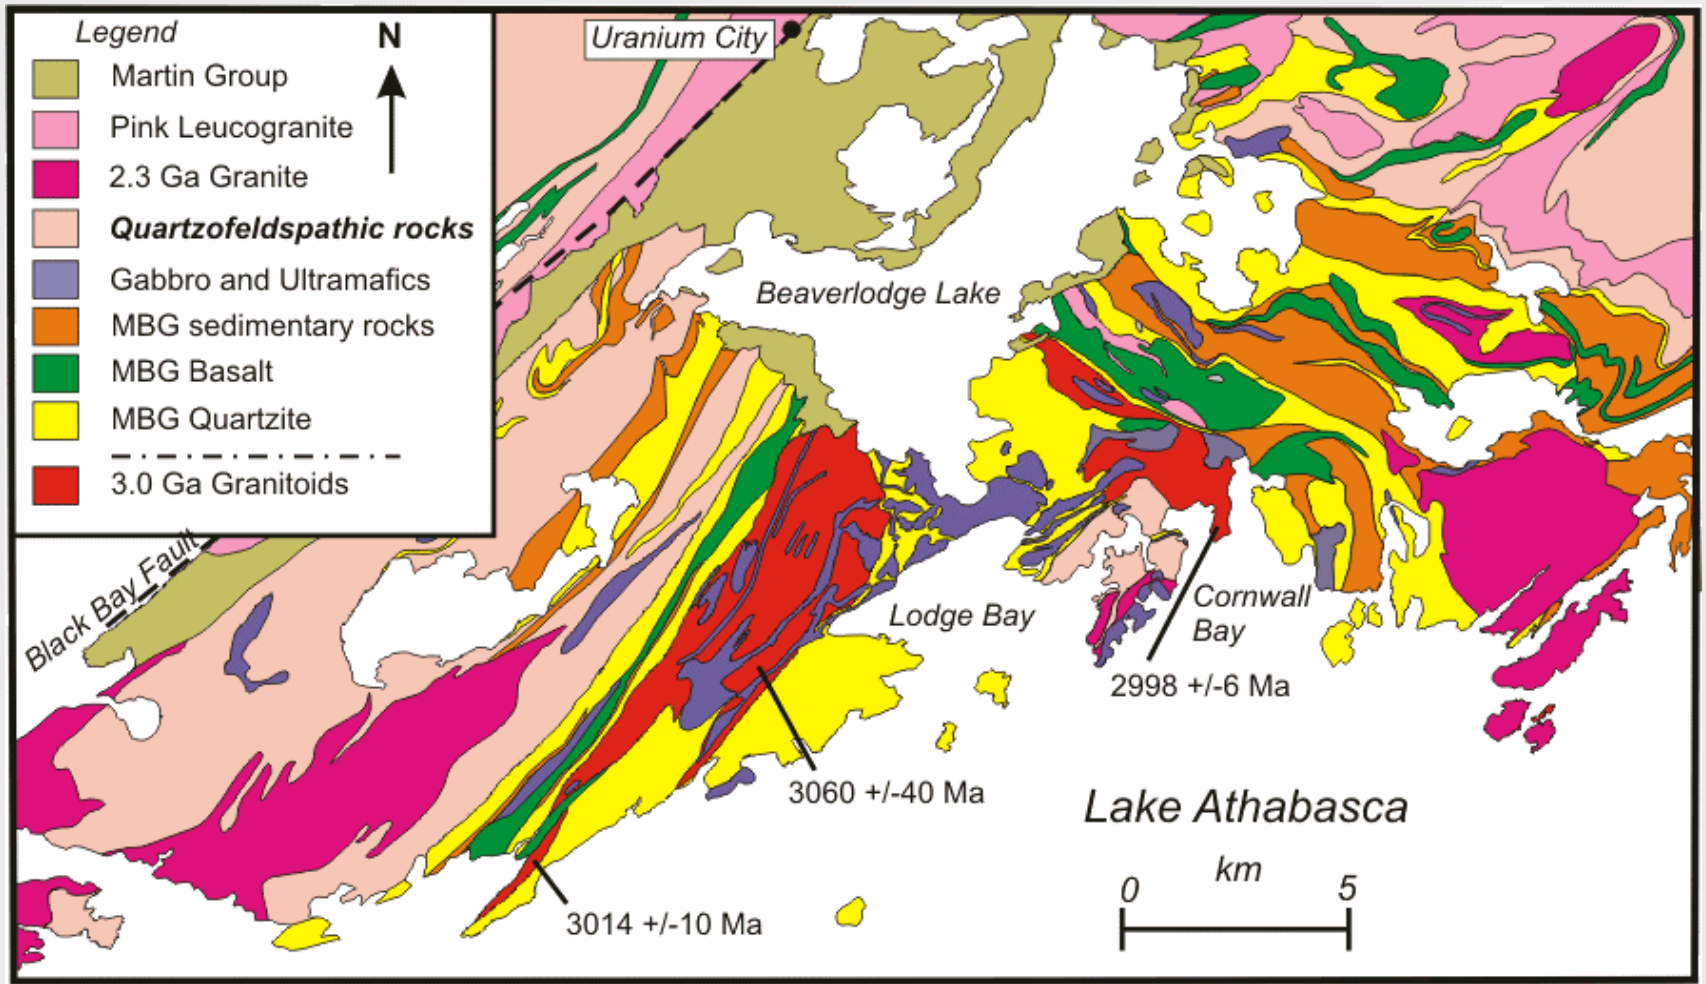 Legend
N
Martin Group
Pink Leucogranite
2.3 Ga Granite
Quartzofeldspathic rocks
Gabbro and Ultramafics
MBG sedimentary rocks
MBG Basalt
MBG Quartzite
3.0 Ga Granitoids
Uranium City
Beaverlodge Lake
Black Bay Fault
Lodge Bay
Cornwall
Bay
2998 +/-6 Ma
3060 +/-40 Ma
3014 +/-10 Ma
Lake Athabasca
km
0 5